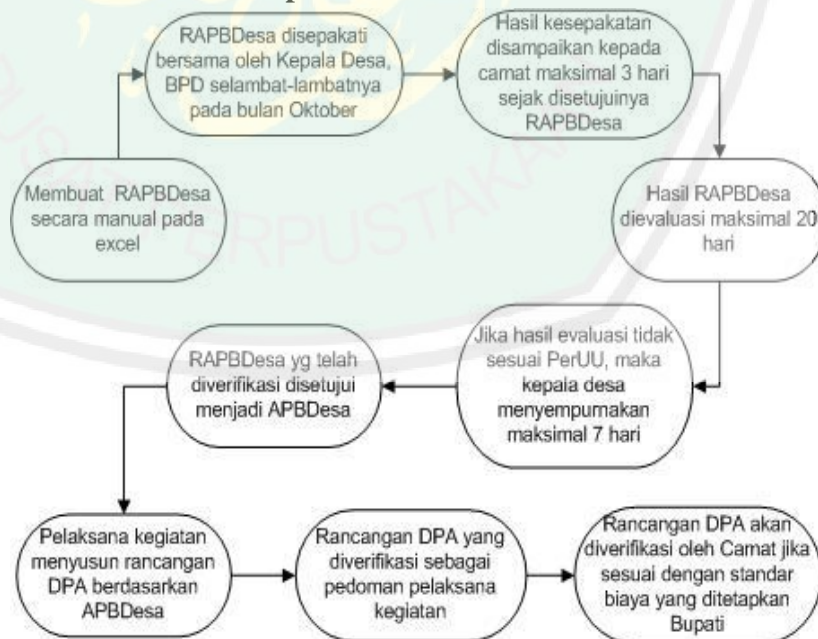 RAPBDesa disepakati
bersama oleh Kepala Desa,
BPD selambat-lambatnya
pada bulan Oktober
Hasil kesepakatan
disampaikan kepada
camat maksimal 3 hari
sejak disetujuinya
RAPBDesa
Membuat RAPBDesa
secara manual pada
excel
Hasil RAPBDesa
dievaluasi maksimal 20
hari
Jika hasil evaluasi tidak
sesuai PerUU, maka
kepala desa
menyempurnakan
maksimal 7 hari
RAPBDesa yg telah
diverifikasi disetujui
menjadi APBDesa
Pelaksana kegiatan
menyusun rancangan
DPA berdasarkan
APBDesa
Rancangan DPA yang
diverifikasi sebagai
pedoman pelaksana
kegiatan
Rancangan DPA akan
diverifikasi oleh Camat jika
sesuai dengan standar
biaya yang ditetapkan
Bupati